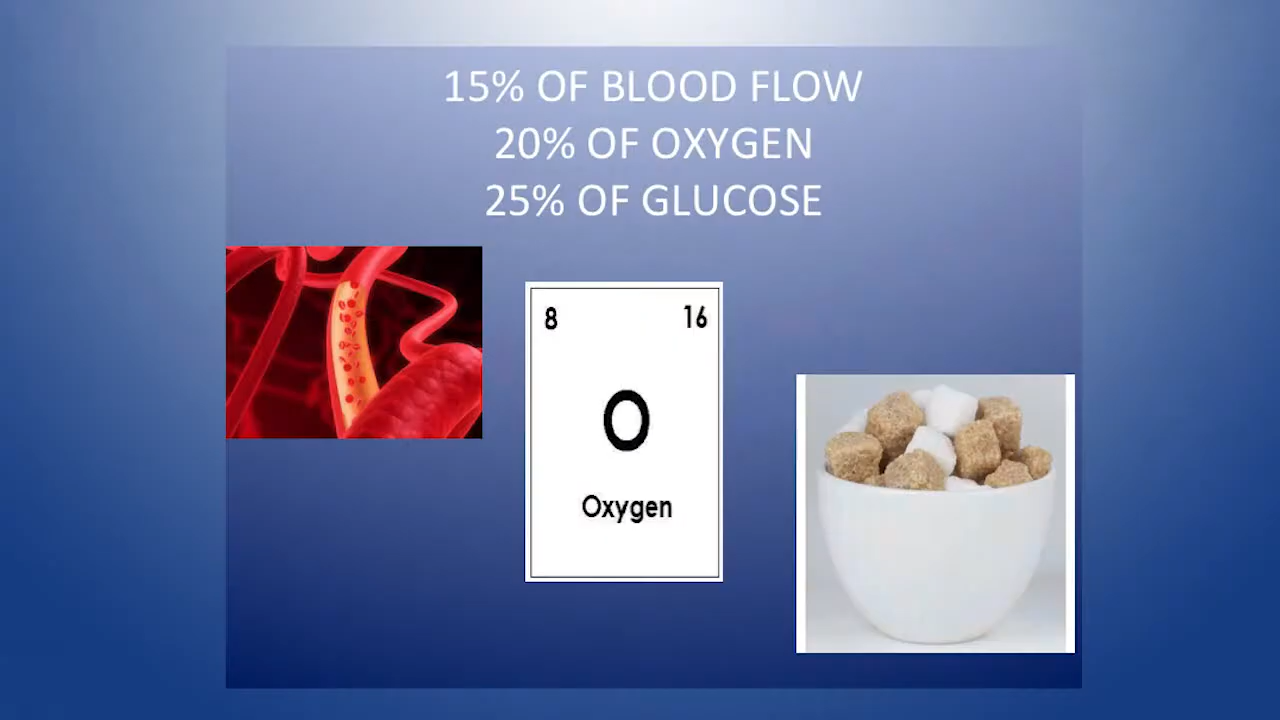 15% OF BLOOD FLOW
20% OF OXYGEN
25% OF GLUCOSE
8 16
O
Oxygen